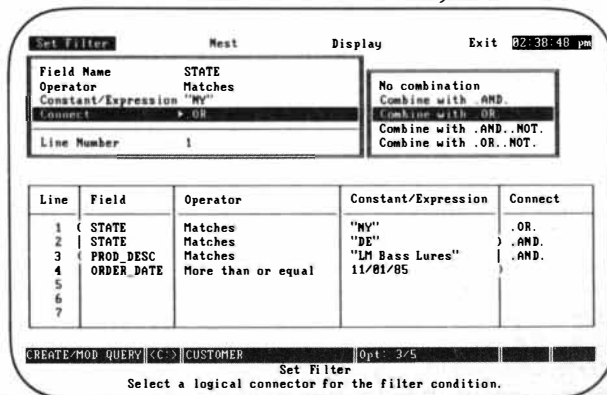 Set Filter Nest Display Exit 02:38:48 pm
Field Name STATE
Operator Matches
Constant/Expression "NY"
Connect ▶ .OR
Line Number 1
No combination
Combine with .AND.
Combine with .OR.
Combine with .AND..NOT.
Combine with .OR..NOT.
Line Field Operator Constant/Expression Connect
1 ( STATE Matches "NY" .OR.
2 | STATE Matches "DE" ) .AND.
3 ( PROD_DESC Matches "LM Bass Lures" | .AND.
4 ORDER_DATE More than or equal 11/01/85 )
5
6
7
CREATE/MOD QUERY <C:> CUSTOMER Opt: 3/5
Set Filter
Select a logical connector for the filter condition.